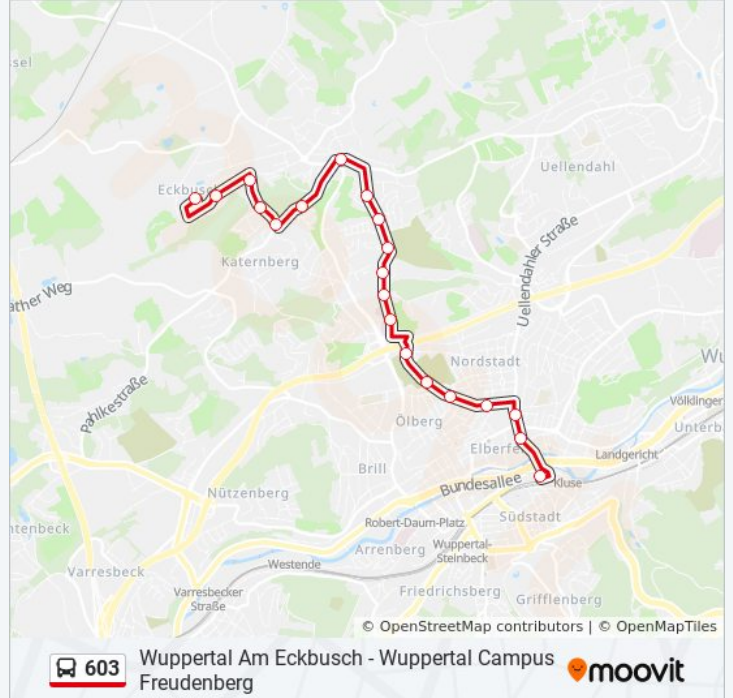 sel
Uellendahl
Eckbusch
Katernberg
ather Weg
Uellendahler Straße
Nordstadt
Wu
Pahlkestraße
Völklinger
Ölberg
Unterb
Elberfe
Landgericht
Brill
Bundesallee
Kluse
Nützenberg
Südstadt
Robert-Daum-Platz
ntenbeck
Arrenberg
Wuppertal-
Steinbeck
Westende
Varresbeck
Varresbecker
Straße
Friedrichsberg
Grifflenberg
© OpenStreetMap contributors | © OpenMapTiles
603
Wuppertal Am Eckbusch - Wuppertal Campus
Freudenberg
moovit